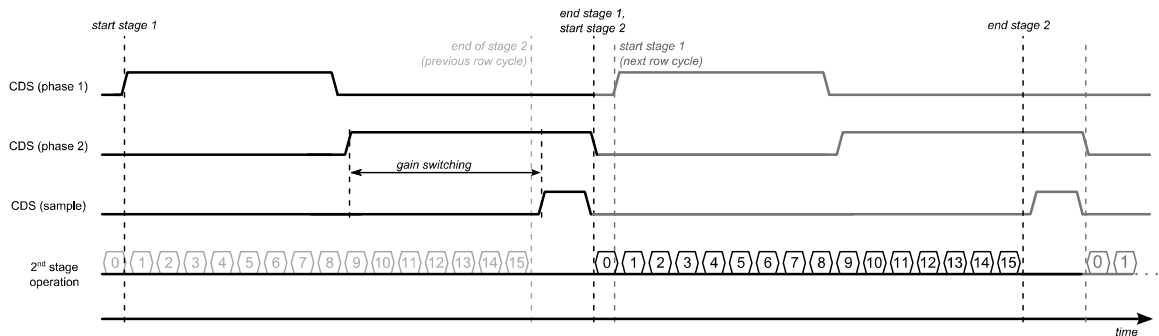 end stage 1,
start stage 2
start stage 1
end stage 2
end of stage 2
(previous row cycle)
start stage 1
(next row cycle)
CDS (phase 1)
CDS (phase 2)
gain switching
CDS (sample)
2nd stage
operation
0 1 2 3 4 5 6 7 8 9 10 11 12 13 14 15 0 1 2 3 4 5 6 7 8 9 10 11 12 13 14 15 0 1
time